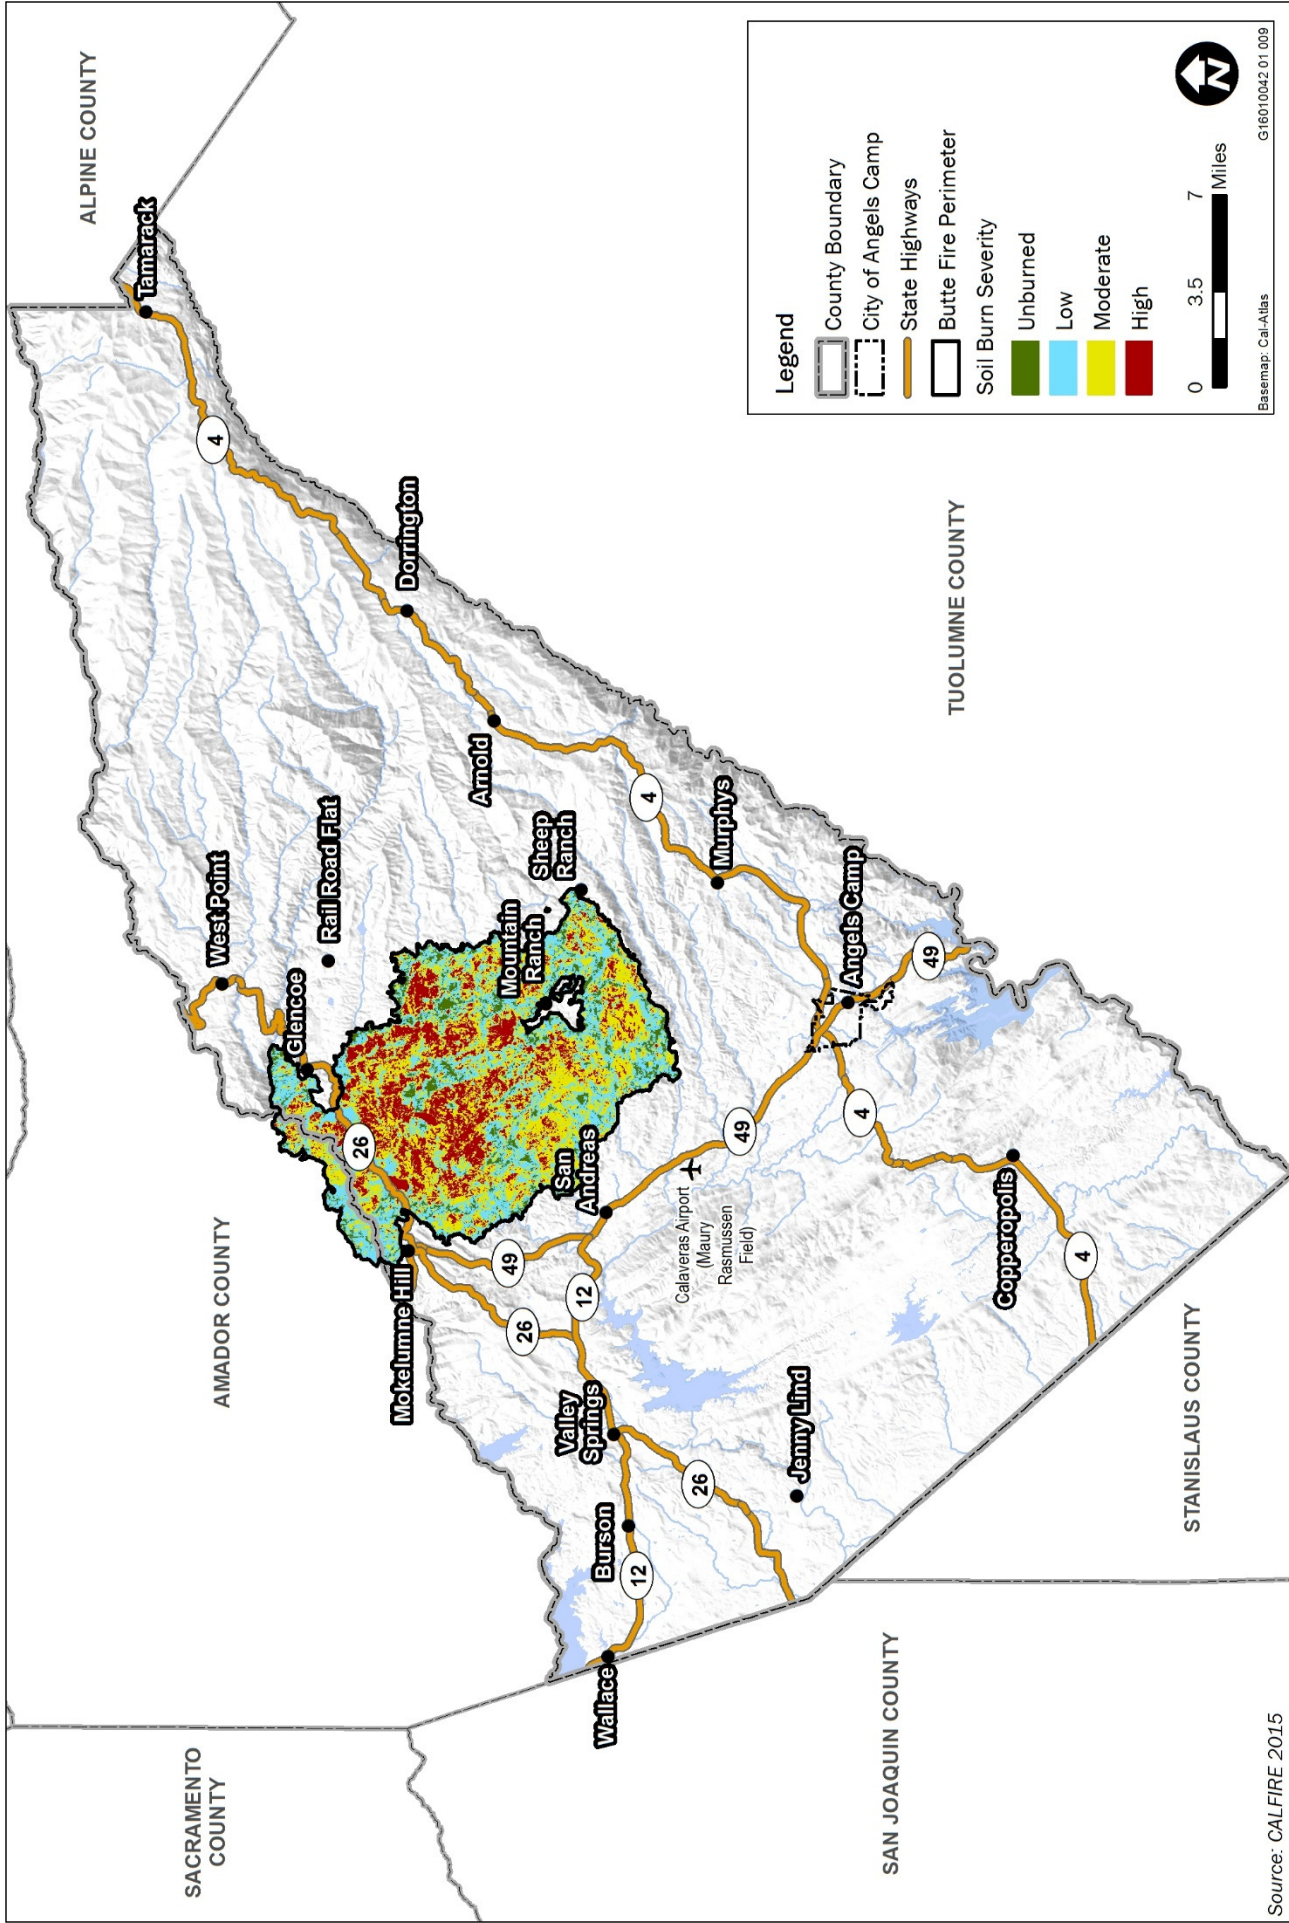 SACRAMENTO
COUNTY
AMADOR COUNTY
ALPINE COUNTY
SAN JOAQUIN COUNTY
STANISLAUS COUNTY
TUOLUMNE COUNTY
Tamarack
4
Dorrington
Arnold
West Point
Rail Road Flat
Glencoe
26
Mokelumne Hill
Mountain
Ranch
Sheep
Ranch
4
Murphys
San
Andreas
49
26
12
Calaveras Airport
(Maury
Rasmussen
Field)
49
Angels Camp
49
4
Valley
Springs
Burson
12
Wallace
26
Jenny Lind
Copperopolis
4
Legend
County Boundary
City of Angels Camp
State Highways
Butte Fire Perimeter
Soil Burn Severity
Unburned
Low
Moderate
High
0 3.5 7
Miles
N
Basemap: Cal-Atlas
G16010042 01 009
Source: CALFIRE 2015